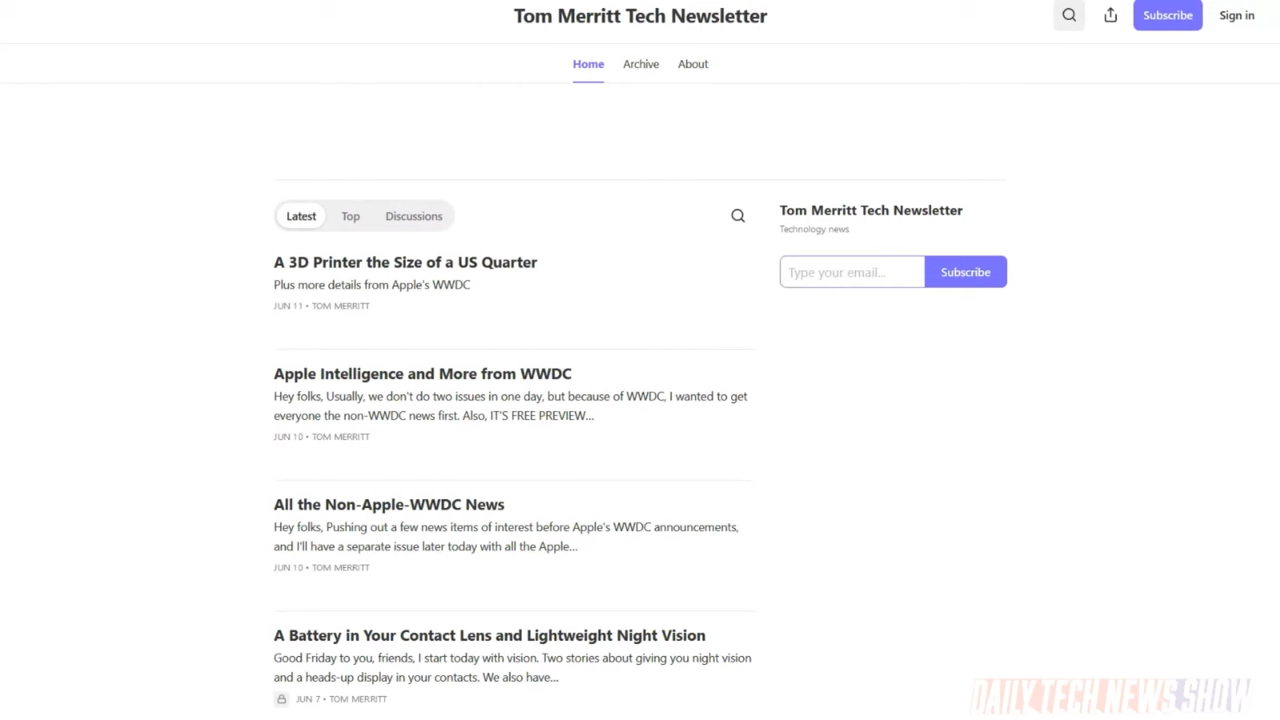 Tom Merritt Tech Newsletter
Subscribe
Sign in
Home
Archive
About
Latest
Top
Discussions
A 3D Printer the Size of a US Quarter
Plus more details from Apple's WWDC
JUN 11 • TOM MERRITT
Apple Intelligence and More from WWDC
Hey folks, Usually, we don't do two issues in one day, but because of WWDC, I wanted to get
everyone the non-WWDC news first. Also, IT'S FREE PREVIEW...
JUN 10 • TOM MERRITT
All the Non-Apple-WWDC News
Hey folks, Pushing out a few news items of interest before Apple's WWDC announcements,
and I'll have a separate issue later today with all the Apple...
JUN 10 • TOM MERRITT
A Battery in Your Contact Lens and Lightweight Night Vision
Good Friday to you, friends, I start today with vision. Two stories about giving you night vision
and a heads-up display in your contacts. We also have...
JUN 7 • TOM MERRITT
Tom Merritt Tech Newsletter
Technology news
Type your email...
Subscribe
DAILY TECH NEWS SHOW